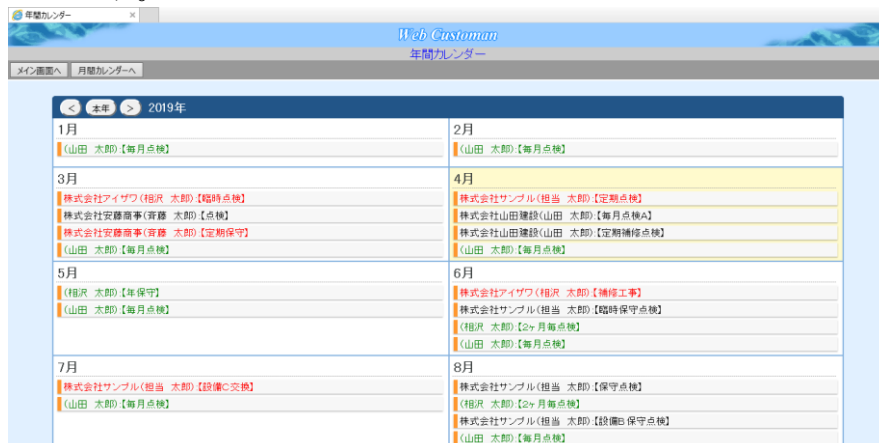 年間カレンダー ×
Web Customan
年間カレンダー
メイン画面へ 月間カレンダーへ
< 本年 > 2019年
1月
(山田 太郎):【毎月点検】
2月
(山田 太郎):【毎月点検】
3月
株式会社アイザワ(相沢 太郎):【臨時点検】
株式会社安藤商事(斉藤 太郎):【点検】
株式会社安藤商事(斉藤 太郎):【定期保守】
(山田 太郎):【毎月点検】
4月
株式会社サンプル(担当 太郎):【定期点検】
株式会社山田建設(山田 太郎):【毎月点検A】
株式会社山田建設(山田 太郎):【定期補修点検】
(山田 太郎):【毎月点検】
5月
(相沢 太郎):【年保守】
(山田 太郎):【毎月点検】
6月
株式会社アイザワ(相沢 太郎):【補修工事】
株式会社サンプル(担当 太郎):【臨時保守点検】
(相沢 太郎):【2ヶ月毎点検】
(山田 太郎):【毎月点検】
7月
株式会社サンプル(担当 太郎):【設備C交換】
(山田 太郎):【毎月点検】
8月
株式会社サンプル(担当 太郎):【保守点検】
(相沢 太郎):【2ヶ月毎点検】
株式会社サンプル(担当 太郎):【設備B保守点検】
(山田 太郎):【毎月点検】